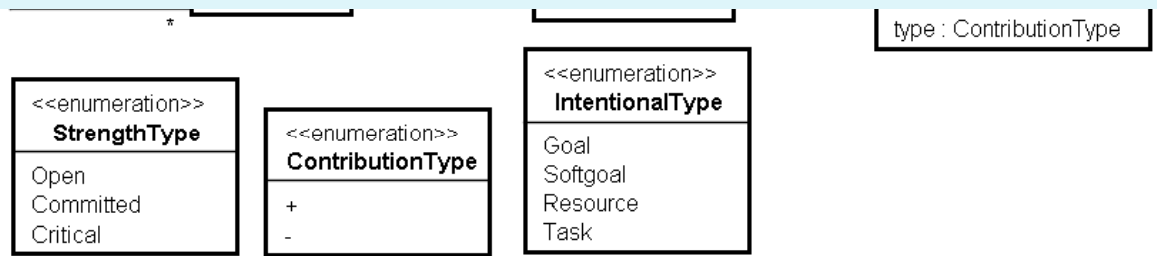 *
type : ContributionType
<<enumeration>>
StrengthType
Open
Committed
Critical
<<enumeration>>
ContributionType
+
-
<<enumeration>>
IntentionalType
Goal
Softgoal
Resource
Task